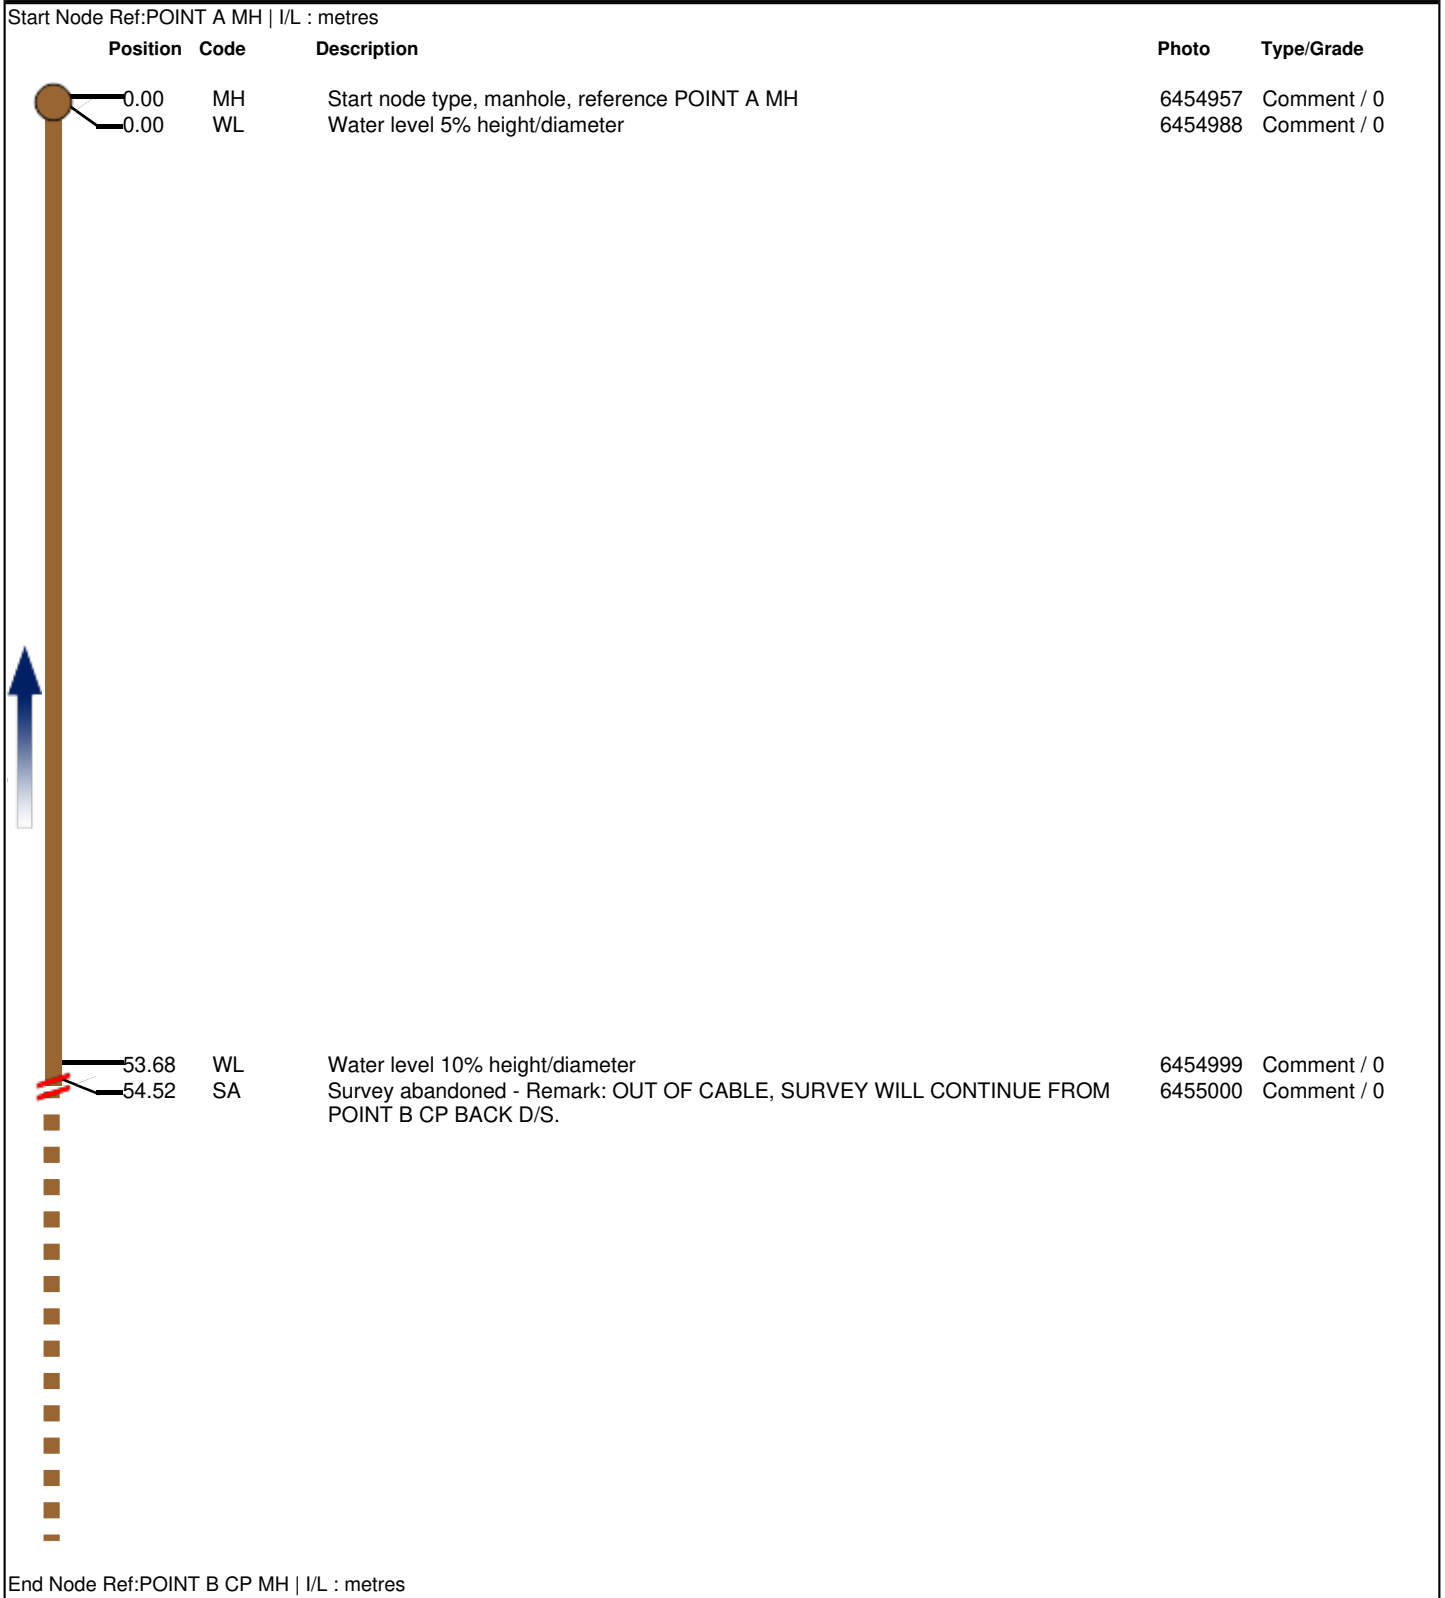 Start Node Ref:POINT A MH | I/L : metres
Position Code Description Photo Type/Grade
0.00 MH Start node type, manhole, reference POINT A MH 6454957 Comment / 0
0.00 WL Water level 5% height/diameter 6454988 Comment / 0
53.68 WL Water level 10% height/diameter 6454999 Comment / 0
54.52 SA Survey abandoned - Remark: OUT OF CABLE, SURVEY WILL CONTINUE FROM 6455000 Comment / 0
POINT B CP BACK D/S.
End Node Ref:POINT B CP MH | I/L : metres